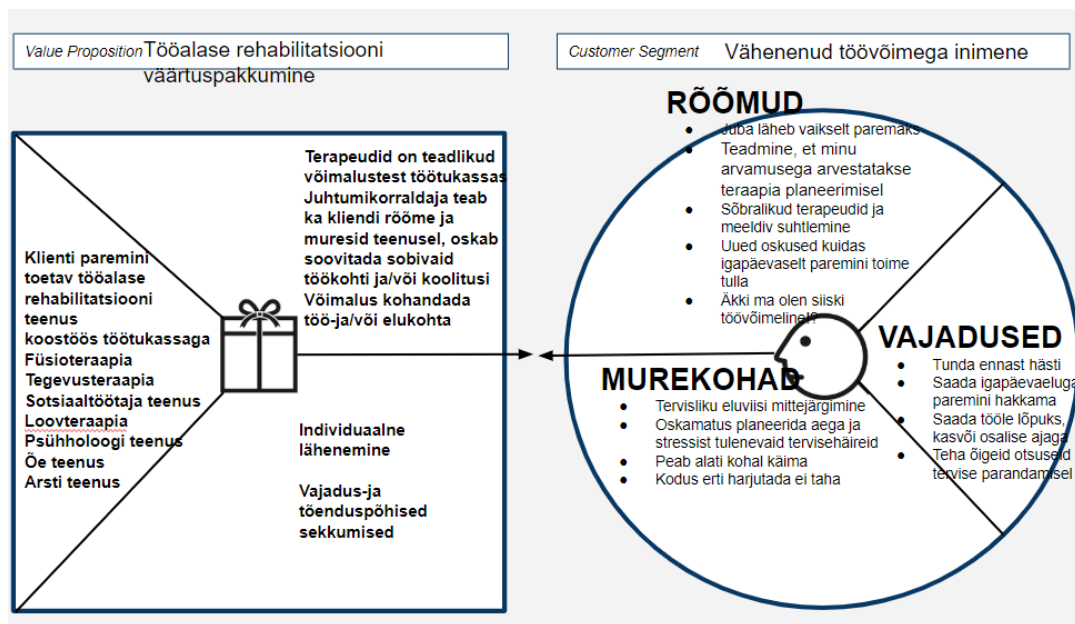 Value Proposition Tööalase rehabilitatsiooni
väärtuspakkumine
Terapeudid on teadlikud
võimalustest töötukassas
Juhtumikorraldaja teab
ka kliendi rõõme ja
muresid teenusel, oskab
soovitada sobivaid
töökohti ja/või koolitusi
Võimalus kohandada
töö-ja/või elukohta
Klienti paremini
toetav tööalase
rehabilitatsiooni
teenus
koostöös töötukassaga
Füsioteraapia
Tegevusteraapia
Sotsiaaltöötaja teenus
Loovteraapia
Psühholoogi teenus
Õe teenus
Arsti teenus
Individuaalne
lähenemine
Vajadus-ja
tõenduspõhised
sekkumised
Customer Segment Vähenenud töövõimega inimene
RÕÕMUD
● Juba läheb vaikselt paremaks
● Teadmine, et minu
arvamusega arvestatakse
teraapia planeerimisel
● Sõbralikud terapeudid ja
meeldiv suhtlemine
● Uued oskused kuidas
igapäevaselt paremini toime
tulla
● Äkki ma olen siiski
töövõimeline!?
VAJADUSED
● Tunda ennast hästi
● Saada igapäevaeluga
paremini hakkama
● Saada tööle lõpuks,
kasvõi osalise ajaga
● Teha õigeid otsuseid
tervise parandamisel
MUREKOHAD
● Tervisliku eluviisi mittejärgimine
● Oskamatus planeerida aega ja
stressist tulenevaid tervisehäireid
● Peab alati kohal käima
● Kodus erti harjutada ei taha